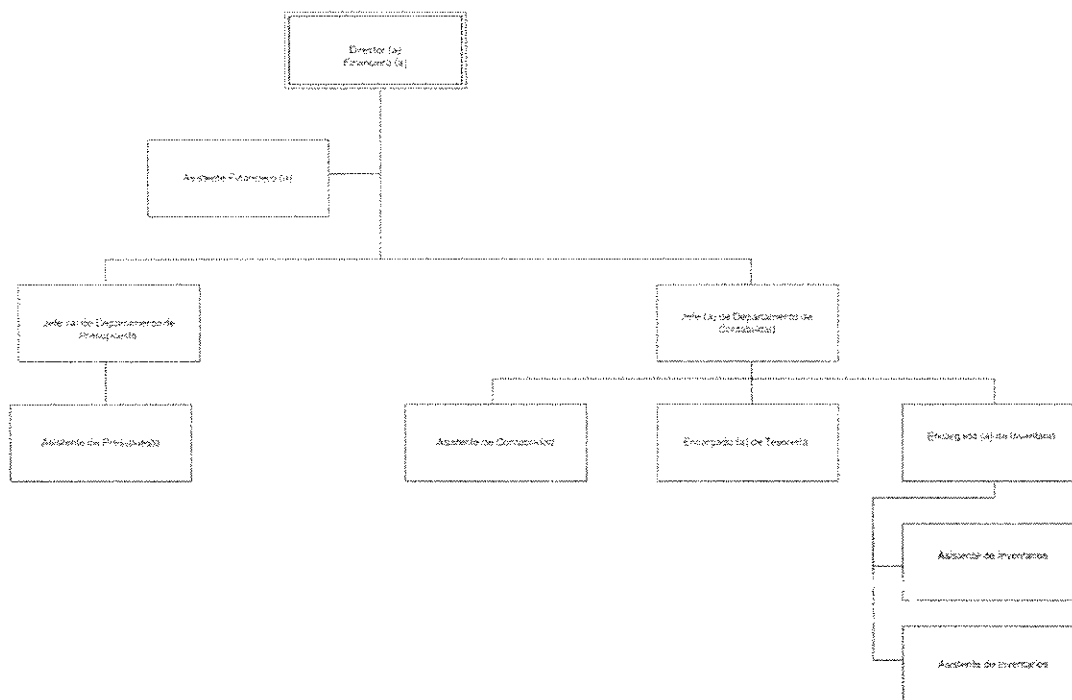 Director (a)
Financiero (a)
Asistente Financiero (a)
Jefe (a) de Departamento de
Presupuesto
Jefe (a) de Departamento de
Contabilidad
Asistente de Presupuesto
Asistente de Contabilidad
Encargado (a) de Tesorería
Encargado (a) de Inventario
Asistente de Inventarios
Asistente de Inventarios